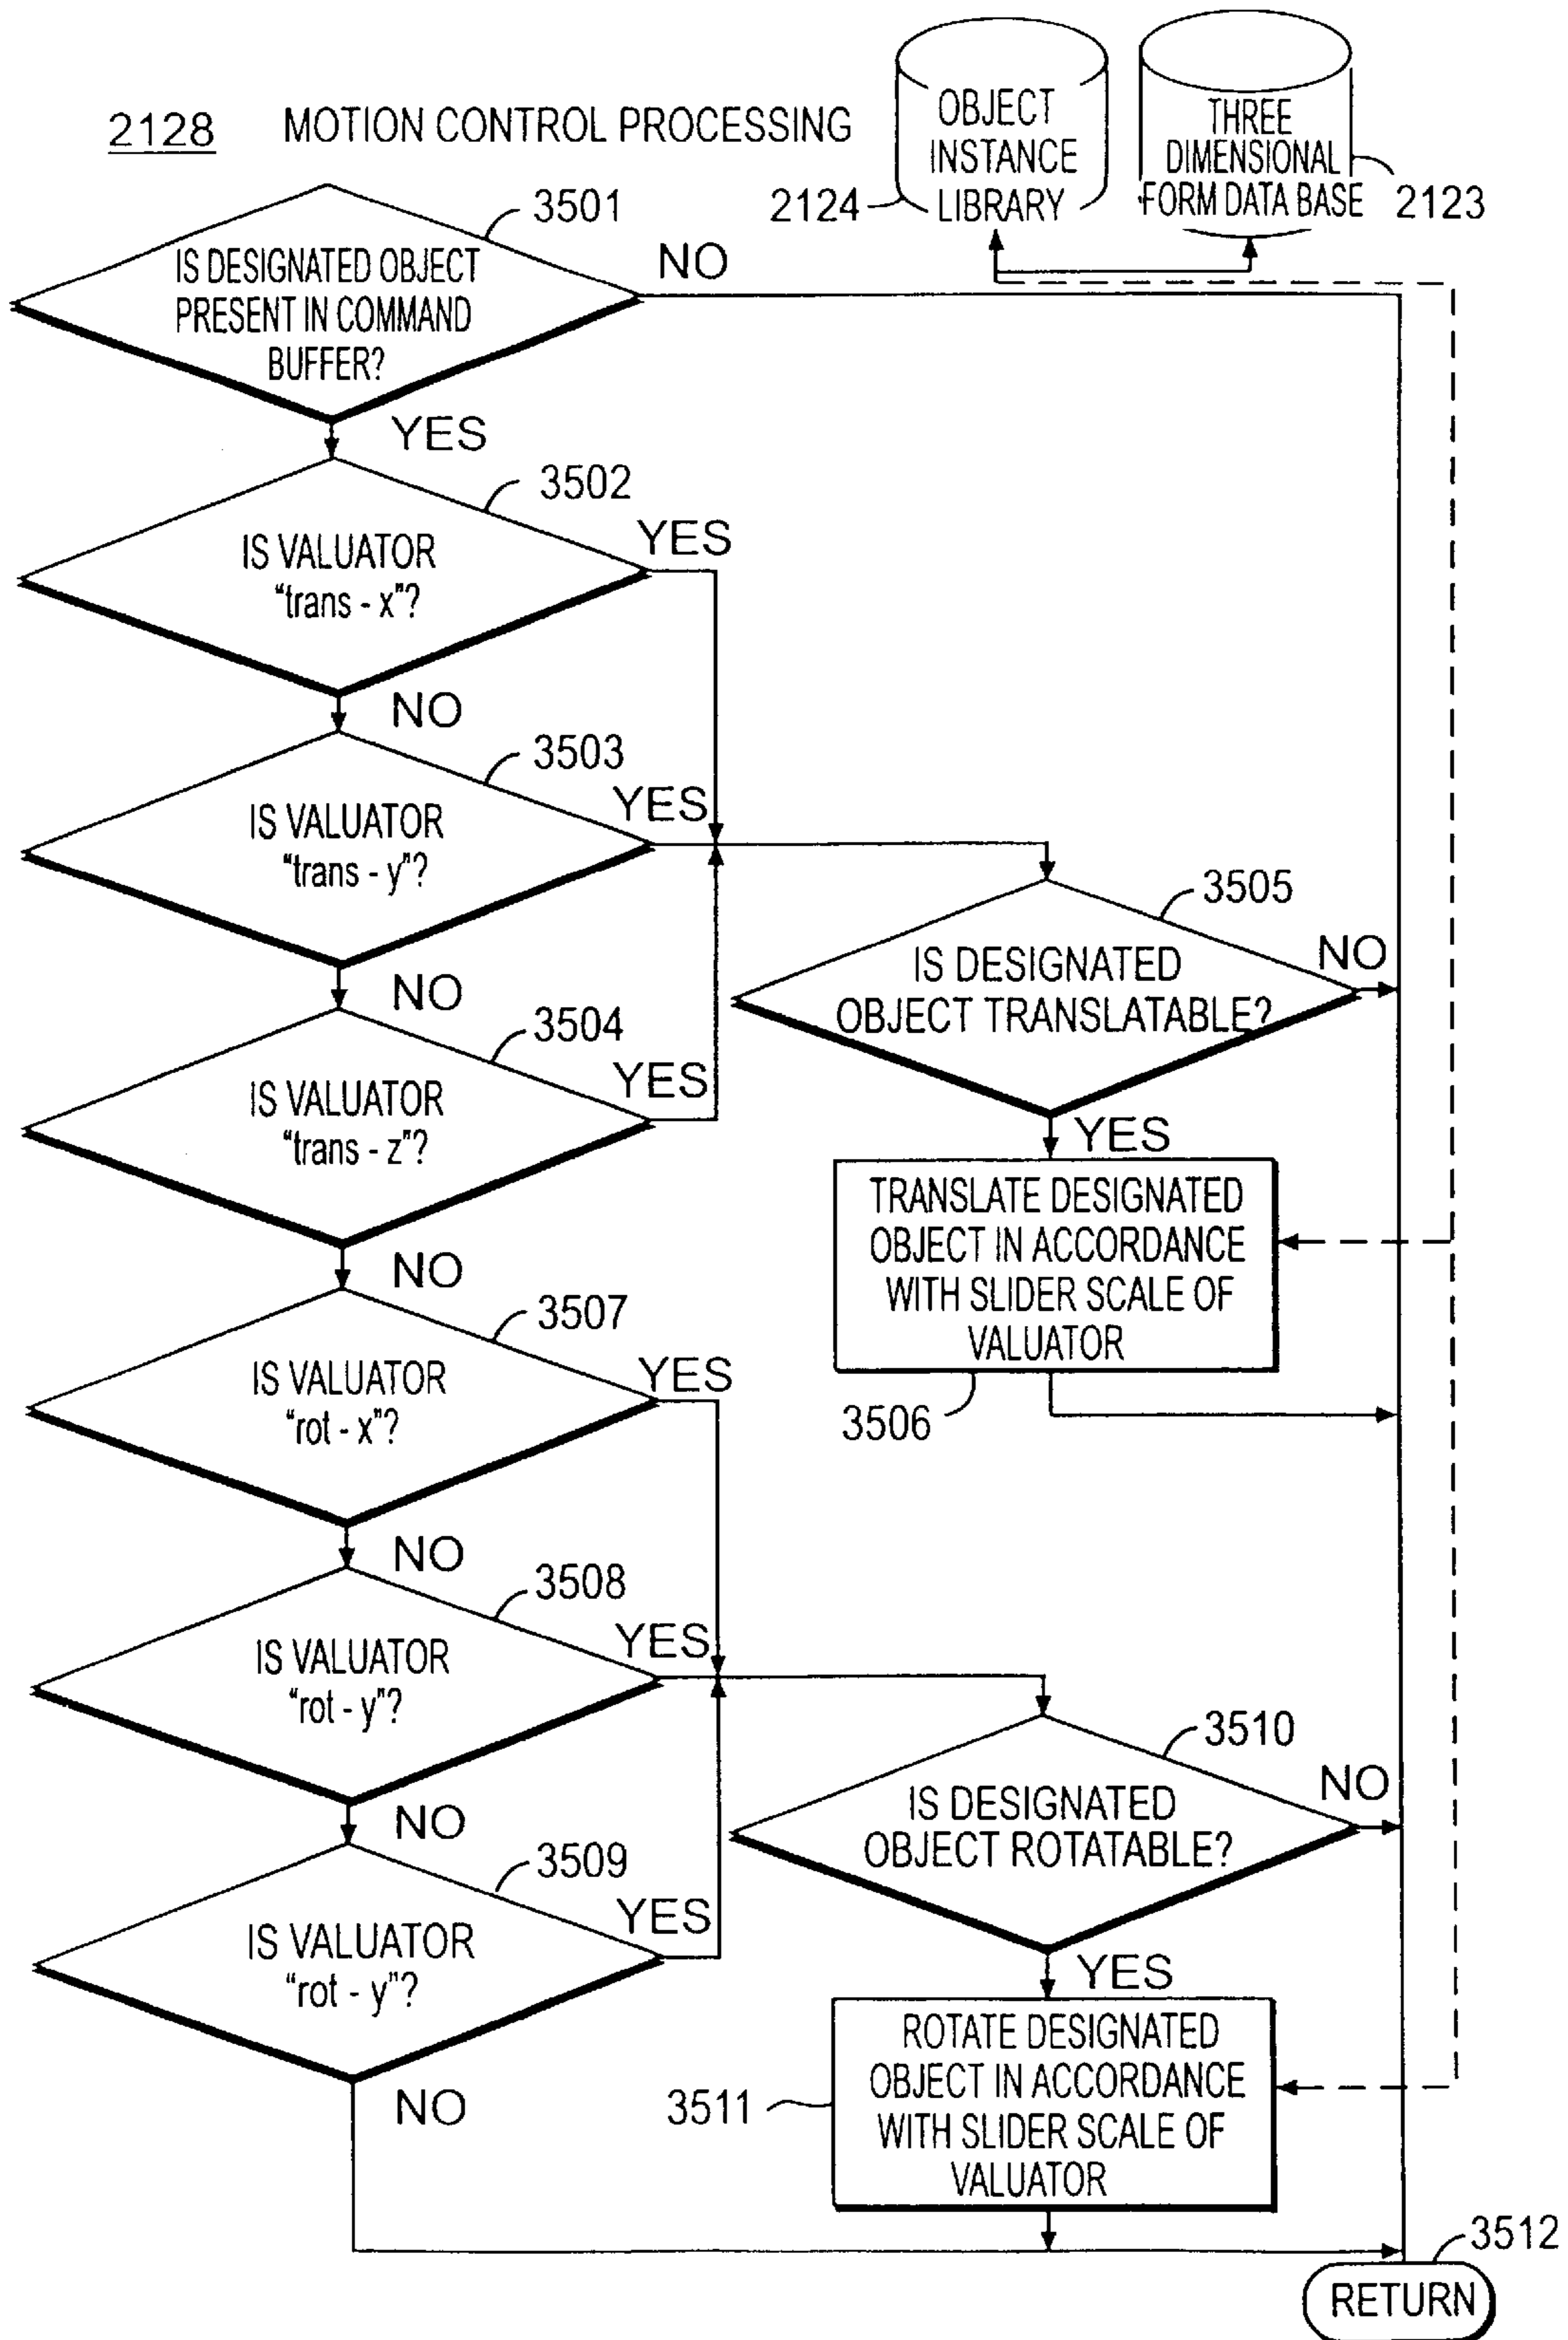 2128 MOTION CONTROL PROCESSING
OBJECT
INSTANCE
LIBRARY
2124
THREE
DIMENSIONAL
FORM DATA BASE
2123
3501
IS DESIGNATED OBJECT
PRESENT IN COMMAND
BUFFER?
NO
YES
3502
IS VALUATOR
“trans - x”?
YES
NO
3503
IS VALUATOR
“trans - y”?
YES
NO
3504
IS VALUATOR
“trans - z”?
YES
NO
3505
IS DESIGNATED
OBJECT TRANSLATABLE?
NO
YES
TRANSLATE DESIGNATED
OBJECT IN ACCORDANCE
WITH SLIDER SCALE OF
VALUATOR
3506
3507
IS VALUATOR
“rot - x”?
YES
NO
3508
IS VALUATOR
“rot - y”?
YES
NO
3509
IS VALUATOR
“rot - y”?
YES
NO
3510
IS DESIGNATED
OBJECT ROTATABLE?
NO
YES
ROTATE DESIGNATED
OBJECT IN ACCORDANCE
WITH SLIDER SCALE OF
VALUATOR
3511
3512
RETURN